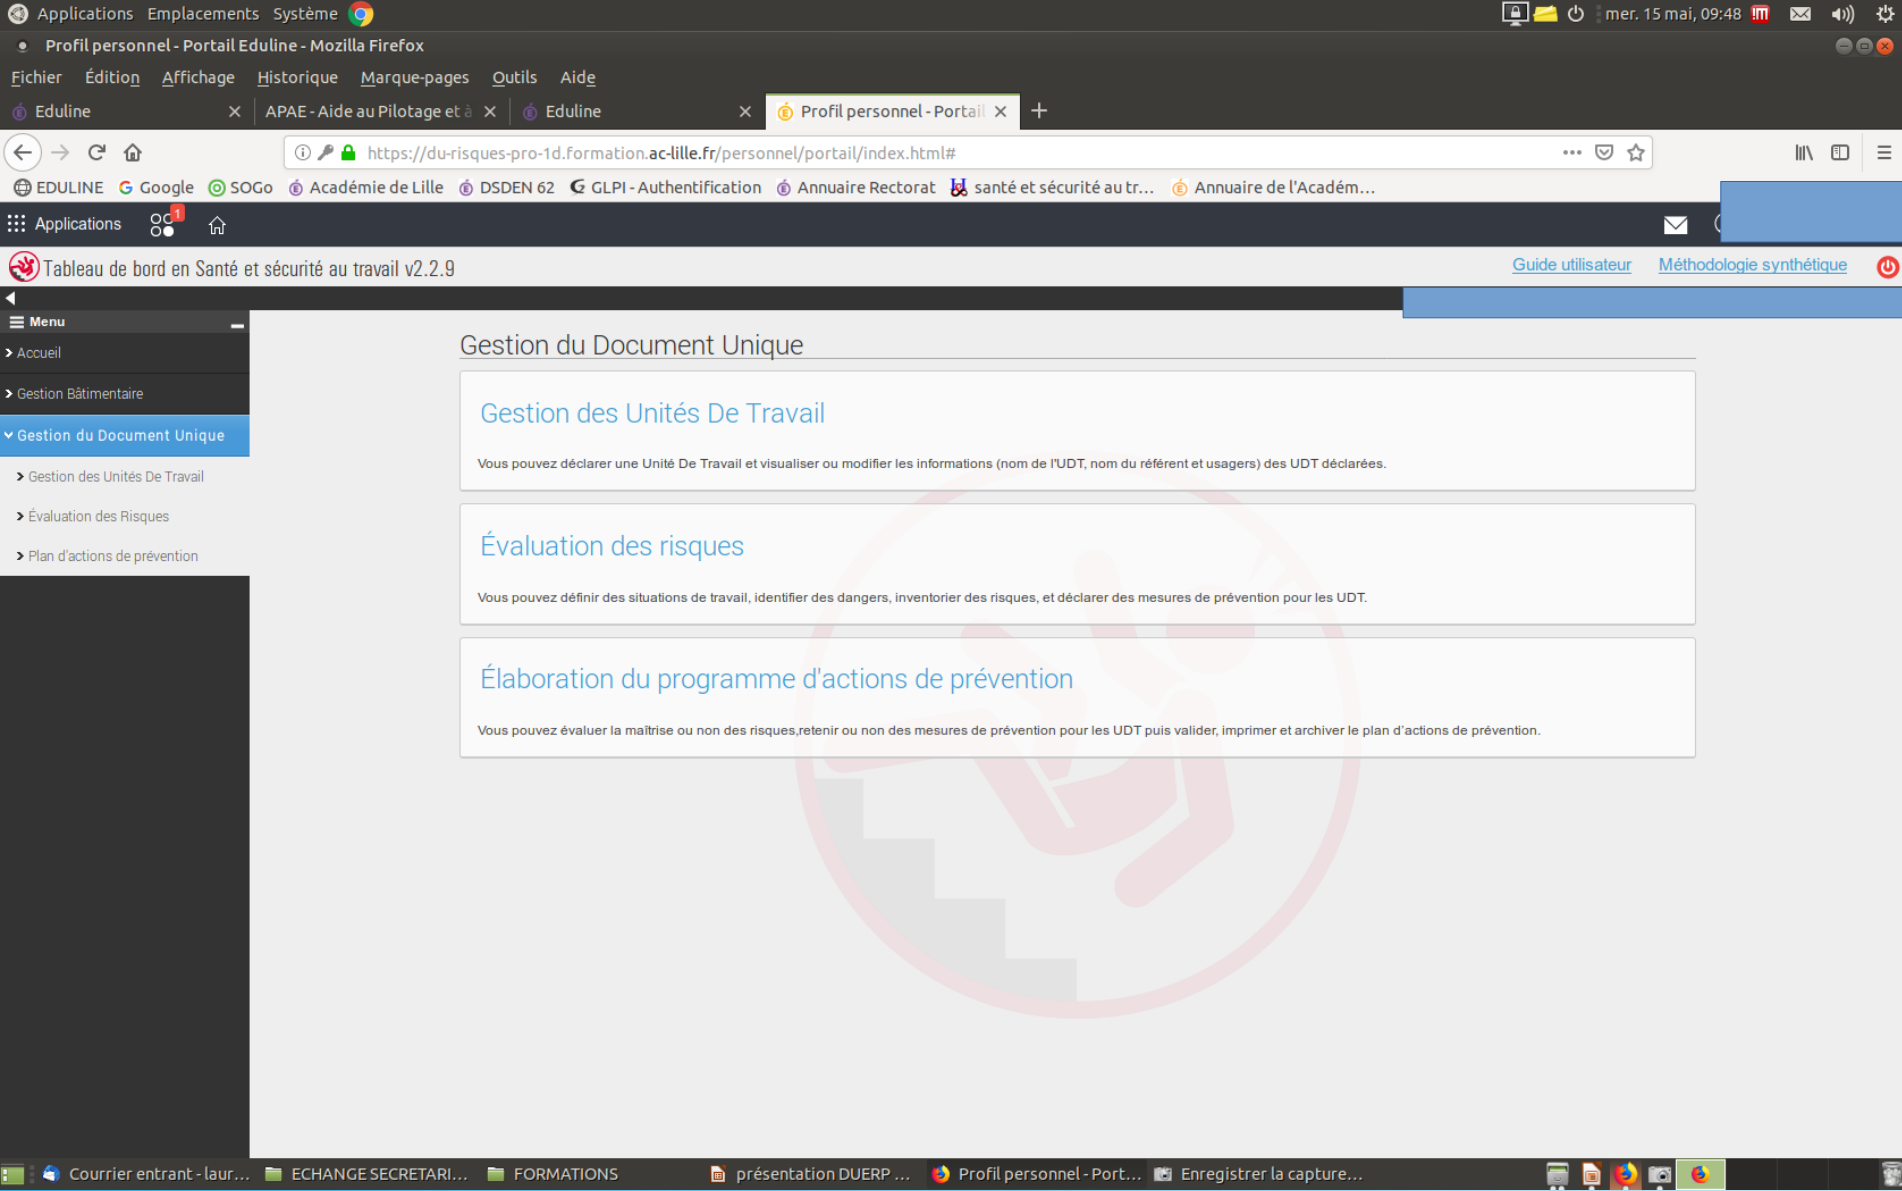 Applications Emplacements Système mer. 15 mai, 09:48
Profil personnel - Portail Eduline - Mozilla Firefox
Fichier Édition Affichage Historique Marque-pages Outils Aide
Eduline APAE - Aide au Pilotage et à Eduline Profil personnel - Portail
https://du-risques-pro-1d.formation.ac-lille.fr/personnel/portail/index.html#
EDULINE Google SOGo Académie de Lille DSDEN 62 GLPI - Authentification Annuaire Rectorat santé et sécurité au tr... Annuaire de l'Académ...
Applications 1
Tableau de bord en Santé et sécurité au travail v2.2.9 Guide utilisateur Méthodologie synthétique
Menu
Accueil
Gestion Bâtimentaire
Gestion du Document Unique
Gestion des Unités De Travail
Évaluation des Risques
Plan d'actions de prévention
Gestion du Document Unique
Gestion des Unités De Travail
Vous pouvez déclarer une Unité De Travail et visualiser ou modifier les informations (nom de l'UDT, nom du référent et usagers) des UDT déclarées.
Évaluation des risques
Vous pouvez définir des situations de travail, identifier des dangers, inventorier des risques, et déclarer des mesures de prévention pour les UDT.
Élaboration du programme d'actions de prévention
Vous pouvez évaluer la maîtrise ou non des risques,retenir ou non des mesures de prévention pour les UDT puis valider, imprimer et archiver le plan d'actions de prévention.
Courrier entrant - laur... ECHANGE SECRETARI... FORMATIONS présentation DUERP ... Profil personnel - Port... Enregistrer la capture...